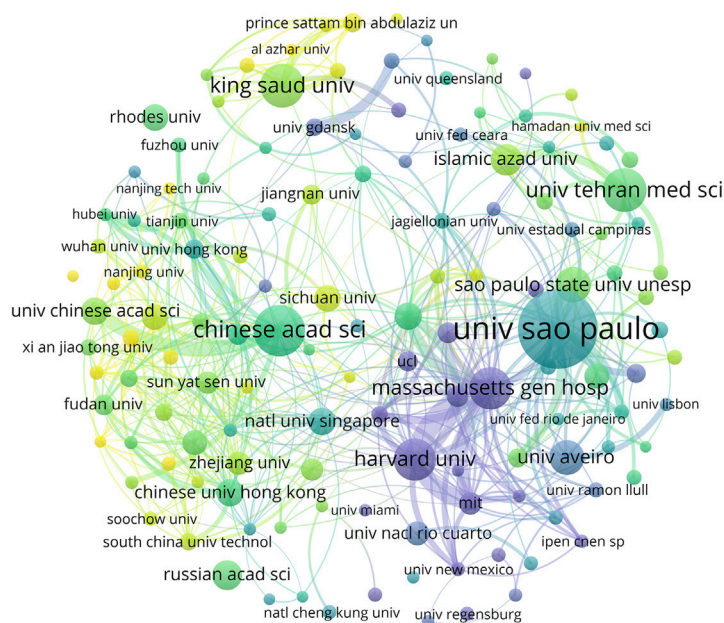 prince sattam bin abdulaziz un
al azhar univ
king saud univ
univ queensland
rhodes univ
univ gdansk
univ fed ceara
hamadan univ med sci
fuzhou univ
islamic azad univ
nanjing tech univ
jiangnan univ
univ tehran med sci
hubei univ
tianjin univ
jagiellonian univ
univ estadual campinas
wuhan univ
univ hong kong
nanjing univ
sao paulo state univ unesp
sichuan univ
univ chinese acad sci
chinese acad sci
univ sao paulo
xi an jiao tong univ
ucl
sun yat sen univ
massachusetts gen hosp
fudan univ
univ lisbon
natl univ singapore
univ fed rio de janeiro
zhejiang univ
harvard univ
univ aveiro
chinese univ hong kong
univ ramon llull
mit
univ miami
soochow univ
univ nacl rio cuarto
south china univ technol
ipen cnen sp
univ new mexico
russian acad sci
natl cheng kung univ
univ regensburg